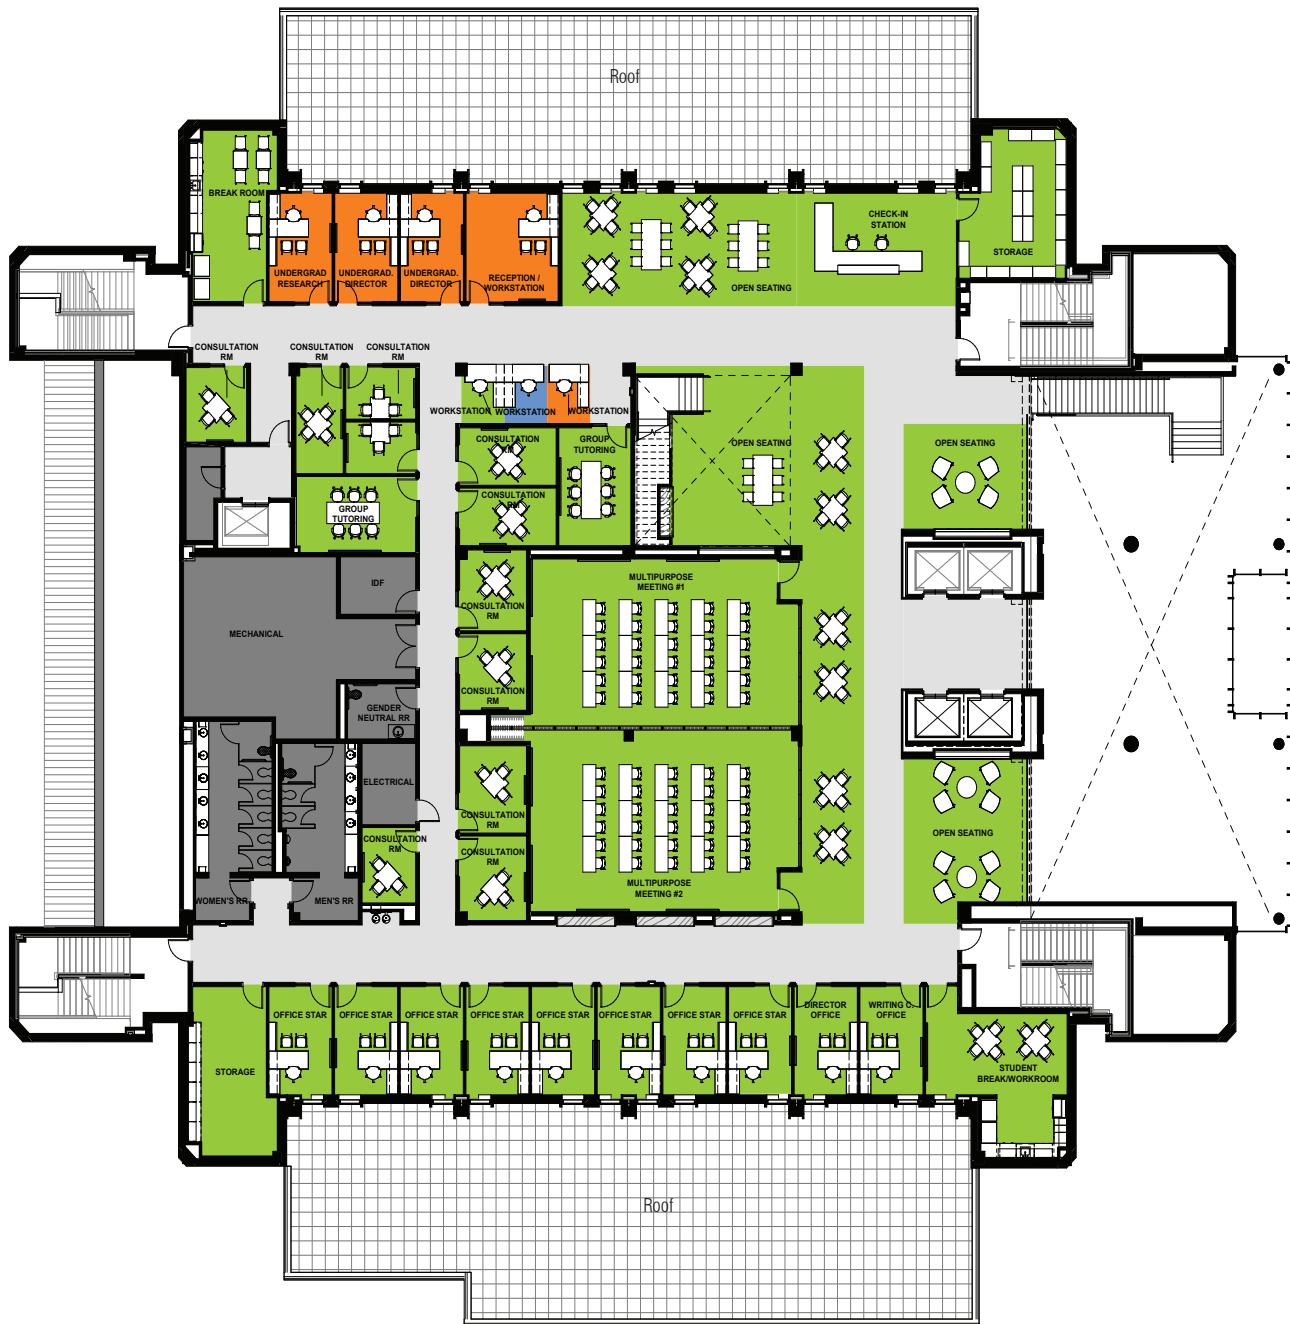 Roof
BREAK ROOM
CHECK-IN
STATION
STORAGE
UNDERGRAD
RESEARCH
UNDERGRAD.
DIRECTOR
UNDERGRAD.
DIRECTOR
RECEPTION /
WORKSTATION
OPEN SEATING
CONSULTATION
RM
CONSULTATION
RM
CONSULTATION
RM
WORKSTATION
WORKSTATION
WORKSTATION
CONSULTATION
RM
GROUP
TUTORING
OPEN SEATING
OPEN SEATING
CONSULTATION
RM
GROUP
TUTORING
MULTIPURPOSE
MEETING #1
IDF
CONSULTATION
RM
MECHANICAL
CONSULTATION
RM
GENDER
NEUTRAL RR
ELECTRICAL
CONSULTATION
RM
OPEN SEATING
CONSULTATION
RM
CONSULTATION
RM
MULTIPURPOSE
MEETING #2
WOMEN'S RR
MEN'S RR
OFFICE STAR
OFFICE STAR
OFFICE STAR
OFFICE STAR
OFFICE STAR
OFFICE STAR
OFFICE STAR
OFFICE STAR
DIRECTOR
OFFICE
WRITING C.
OFFICE
STORAGE
STUDENT
BREAK/WORKROOM
Roof